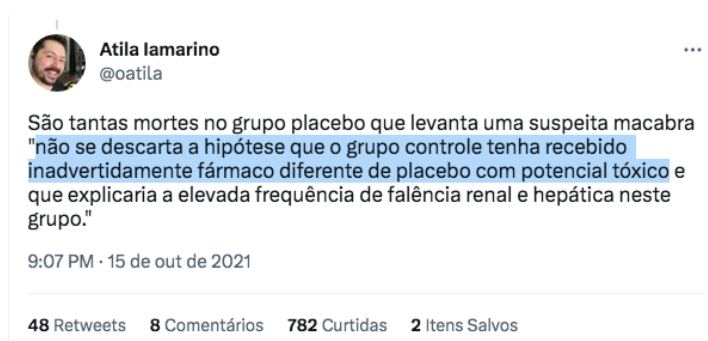 Atila Iamarino
@oatila
São tantas mortes no grupo placebo que levanta uma suspeita macabra
"não se descarta a hipótese que o grupo controle tenha recebido
inadvertidamente fármaco diferente de placebo com potencial tóxico e
que explicaria a elevada frequência de falência renal e hepática neste
grupo."
9:07 PM · 15 de out de 2021
48 Retweets 8 Comentários 782 Curtidas 2 Itens Salvos